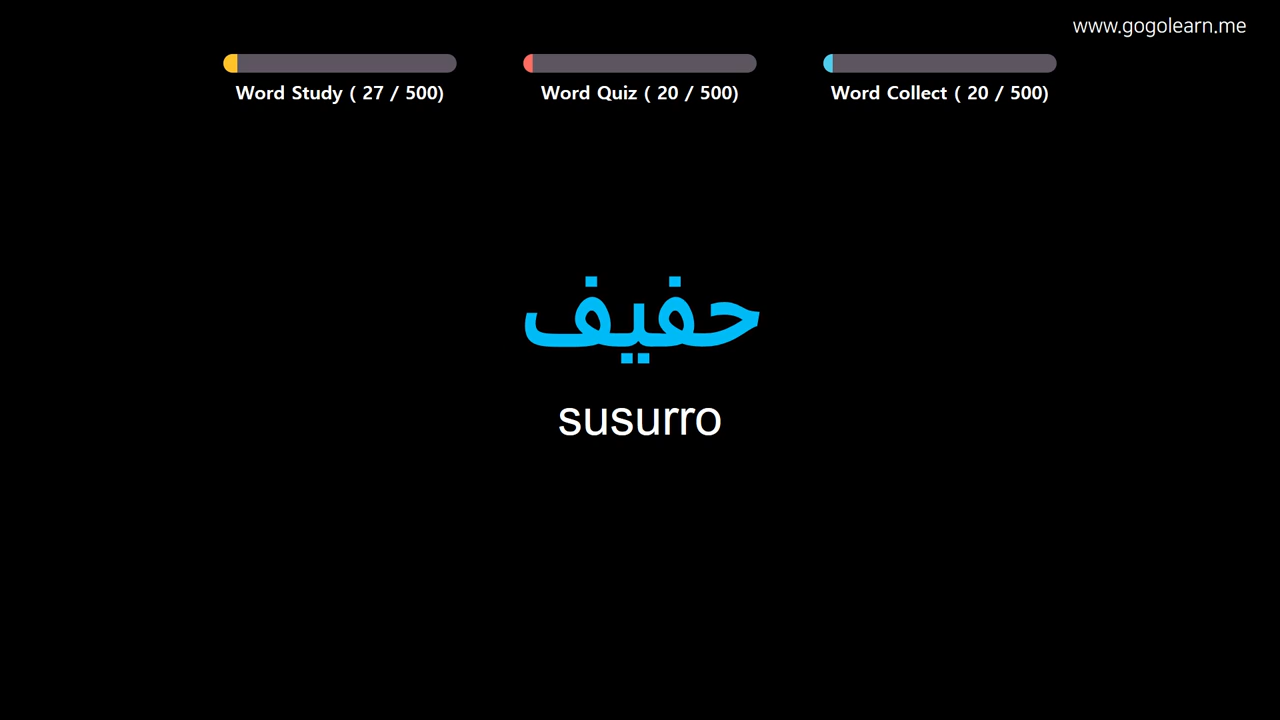 www.gogolearn.me
Word Study ( 27 / 500)
Word Quiz ( 20 / 500)
Word Collect ( 20 / 500)
حفيف
susurro